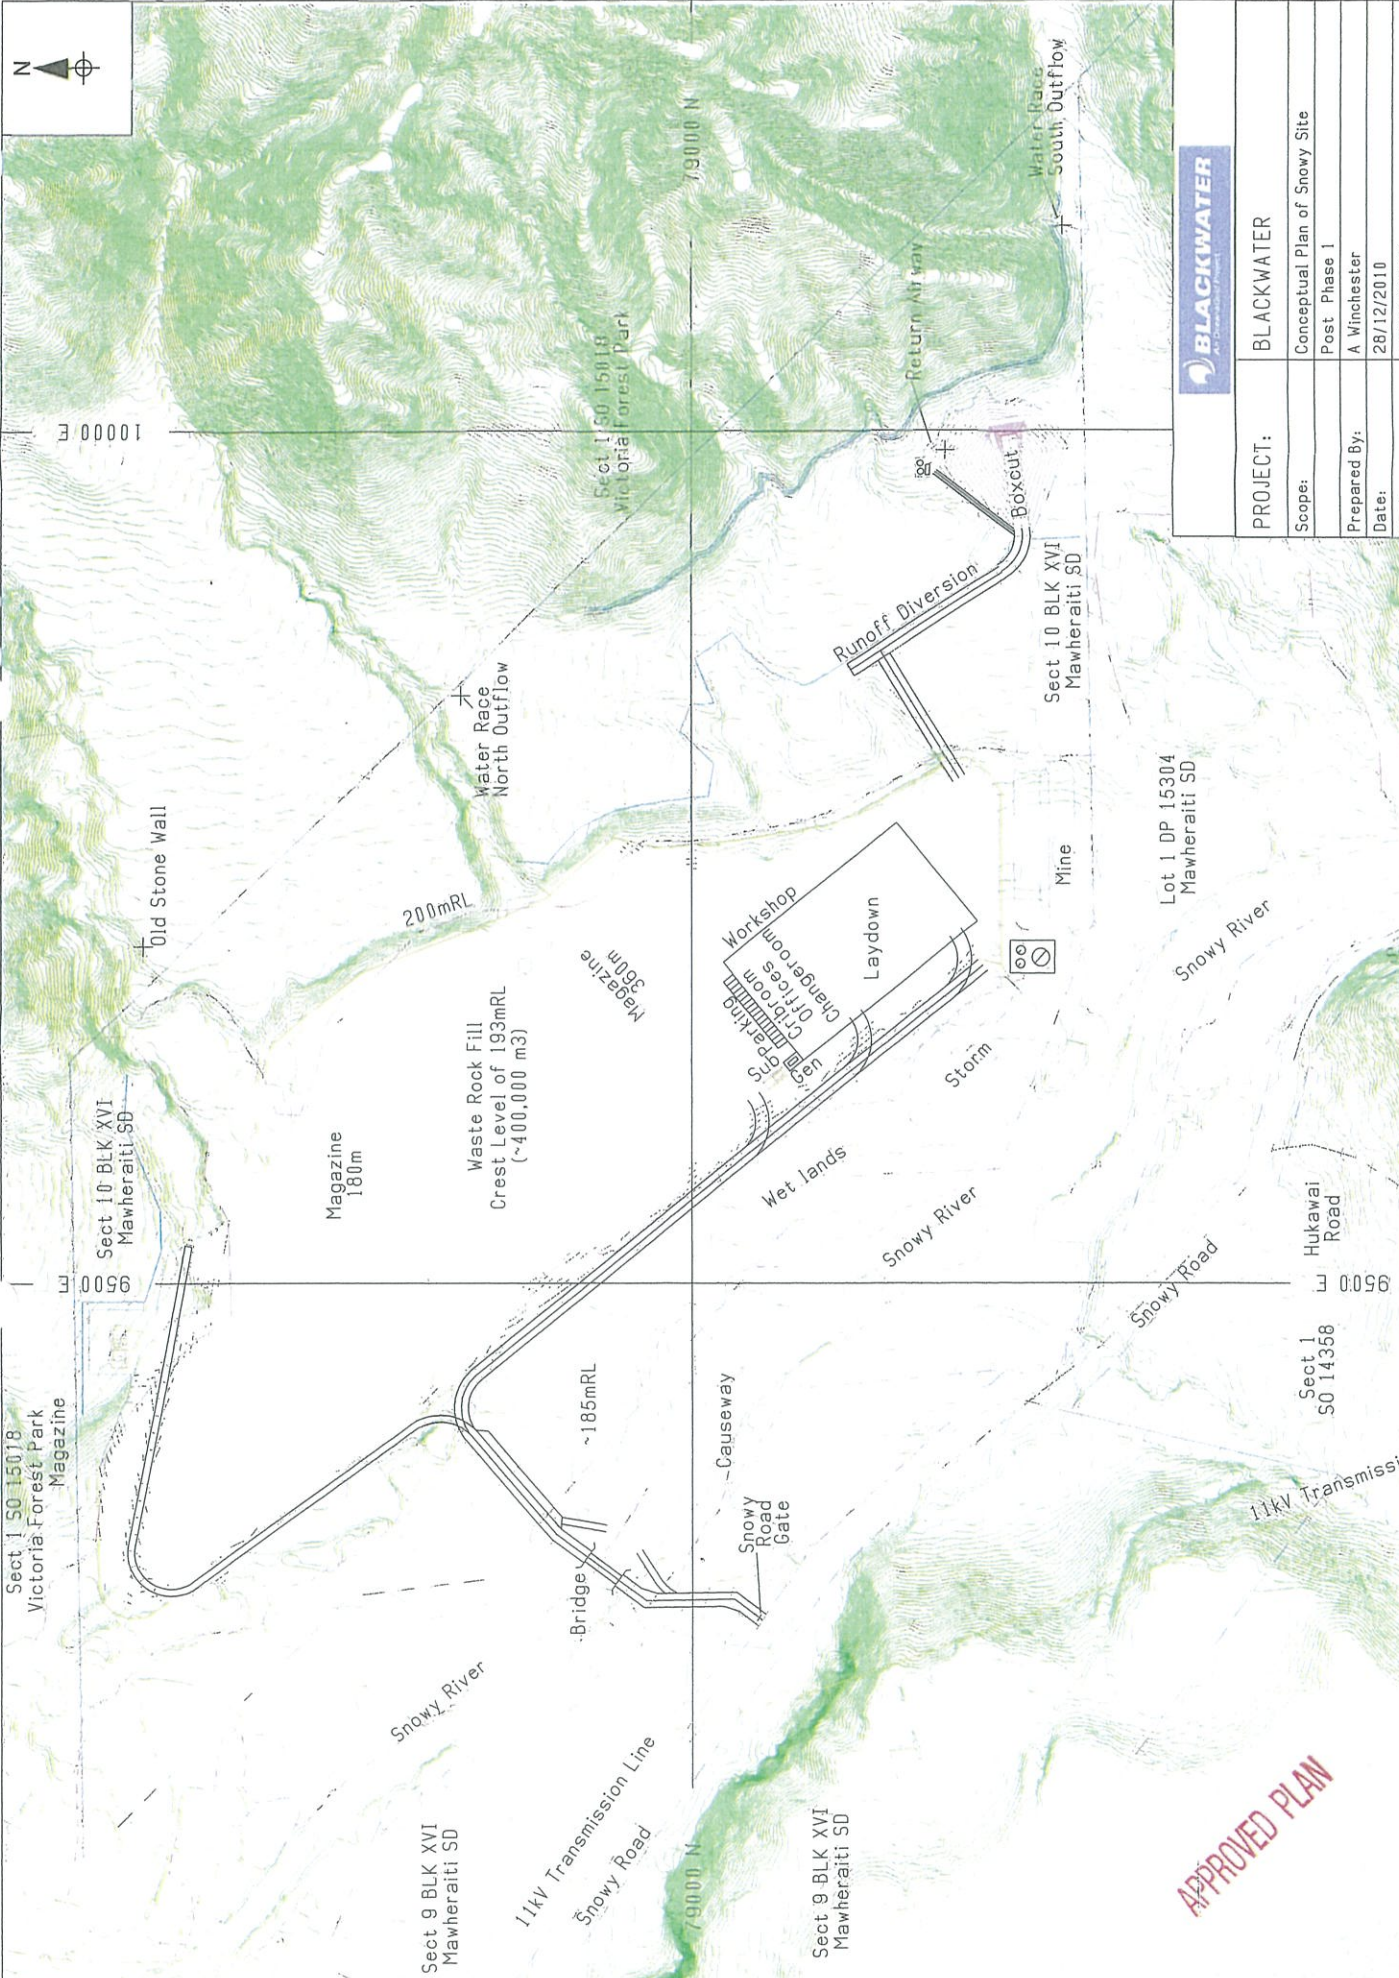 N
Sect 1 SO 15018
Victoria Forest Park
Magazine
9500 E
Sect 10 BLK XVI
Mawheraiti SD
Old Stone Wall
10000 E
200mRL
Magazine
180m
Waste Rock Fill
Crest Level of 193mRL
(~400,000 m3)
Magazine
360m
Water Race
North Outflow
Sect 1 SO 15018
Victoria Forest Park
79000 N
Snowy River
Sect 9 BLK XVI
Mawheraiti SD
11kV Transmission Line
Snowy Road
79000 N
Bridge
~185mRL
Causeway
Snowy
Road
Gate
Workshop
Parking
Cribroom
Offices
Changeroom
Sub
Gen
Laydown
Wet lands
Storm
Snowy River
Runoff Diversion
Return Airway
Boxcut
Water Race
South Outflow
Sect 10 BLK XVI
Mawheraiti SD
Mine
Sect 9 BLK XVI
Mawheraiti SD
Lot 1 DP 15304
Mawheraiti SD
Snowy River
Snowy Road
Hukawai
Road
9500 E
Sect 1
SO 14358
11kV Transmissi
APPROVED PLAN
BLACKWATER
PROJECT: BLACKWATER
Scope: Conceptual Plan of Snowy Site
Post Phase 1
Prepared By: A Winchester
Date: 28/12/2010